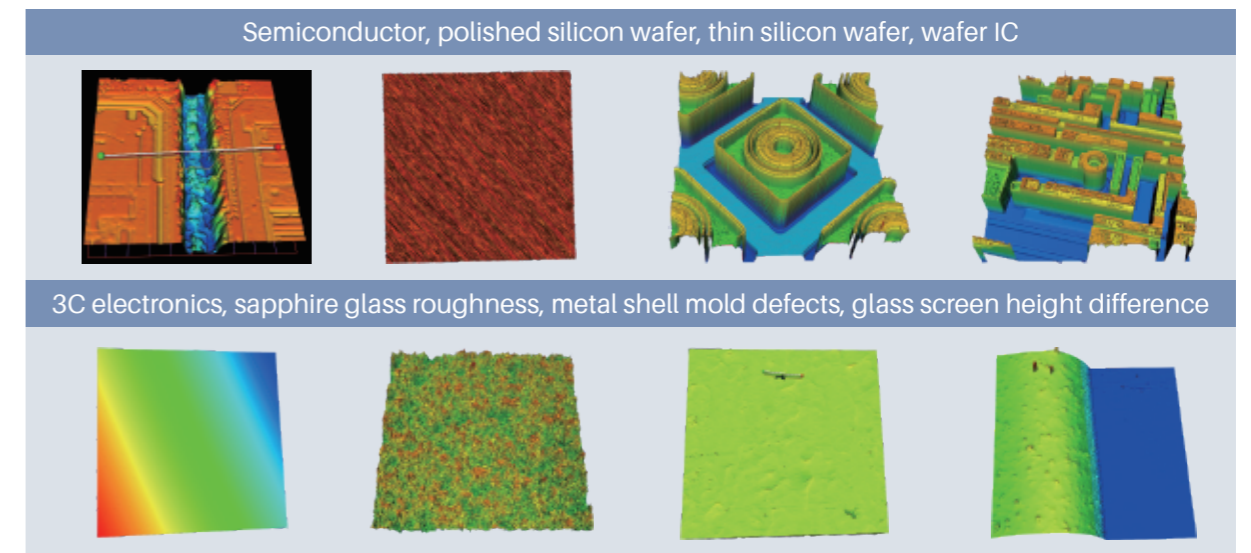 Semiconductor, polished silicon wafer, thin silicon wafer, wafer IC
3C electronics, sapphire glass roughness, metal shell mold defects, glass screen height difference